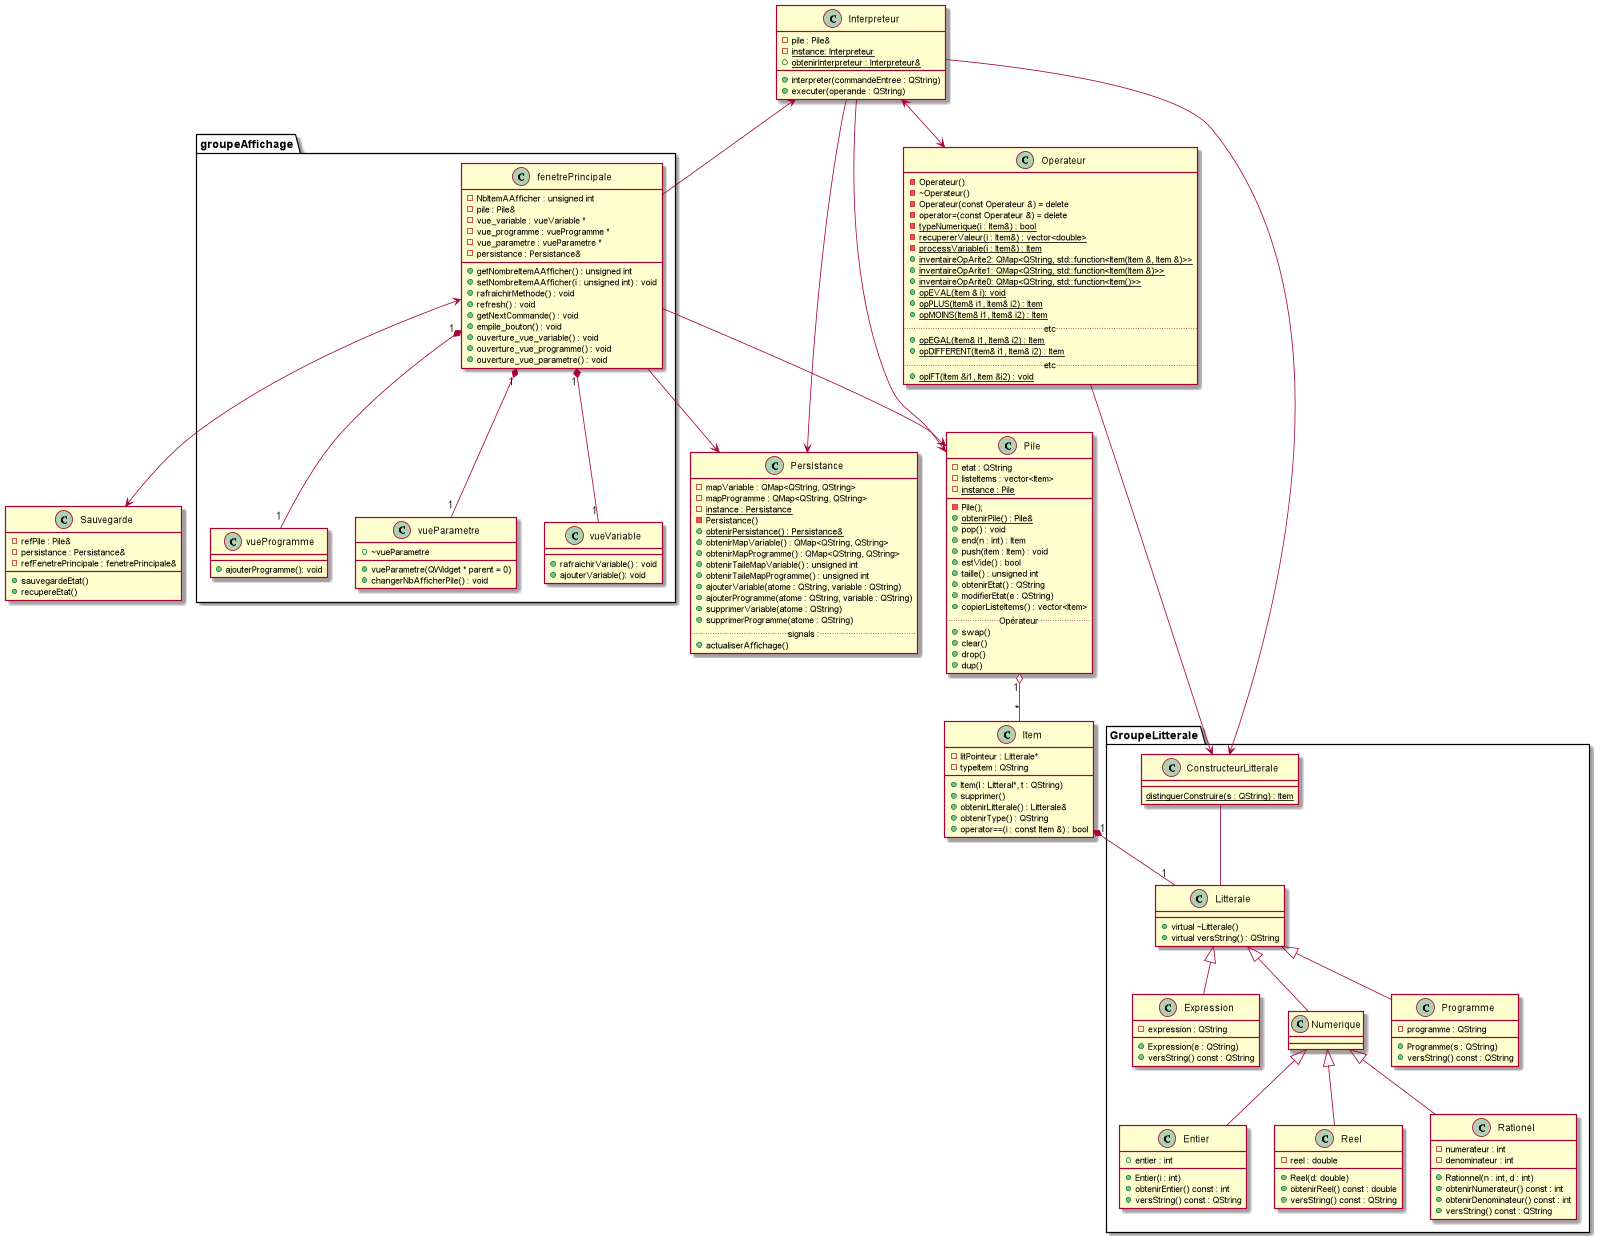 Interpreteur
pile : Pile&
instance: Interpreteur
obtenirInterpreteur : Interpreteur&
interpreter(commandeEntree : QString)
executer(operande : QString)
groupeAffichage
fenetrePrincipale
NbItemAAfficher : unsigned int
pile : Pile&
vue_variable : vueVariable *
vue_programme : vueProgramme *
vue_parametre : vueParametre *
persistance : Persistance&
getNombreItemAAfficher() : unsigned int
setNombreItemAAfficher(i : unsigned int) : void
rafraichirMethode() : void
refresh() : void
getNextCommande() : void
empile_bouton() : void
ouverture_vue_variable() : void
ouverture_vue_programme() : void
ouverture_vue_parametre() : void
1
1
1
Operateur
Operateur()
~Operateur()
Operateur(const Operateur &) = delete
operator=(const Operateur &) = delete
typeNumerique(i : Item&) : bool
recupererValeur(i : Item&) : vector<double>
processVariable(i : Item&) : Item
inventaireOpArite2: QMap<QString, std::function<Item(Item &, Item &)>>
inventaireOpArite1: QMap<QString, std::function<Item(Item &)>>
inventaireOpArite0: QMap<QString, std::function<Item()>>
opEVAL(Item & i): void
opPLUS(Item& i1, Item& i2) : Item
opMOINS(Item& i1, Item& i2) : Item
etc
opEGAL(Item& i1, Item& i2) : Item
opDIFFERENT(Item& i1, Item& i2) : Item
etc
opIFT(Item &i1, Item &i2) : void
Sauvegarde
refPile : Pile&
persistance : Persistance&
refFenetrePrincipale : fenetrePrincipale&
sauvegardeEtat()
recupereEtat()
1
vueProgramme
ajouterProgramme(): void
1
vueParametre
~vueParametre
vueParametre(QWidget * parent = 0)
changerNbAfficherPile() : void
1
vueVariable
rafraichirVariable() : void
ajouterVariable(): void
Persistance
mapVariable : QMap<QString, QString>
mapProgramme : QMap<QString, QString>
instance : Persistance
Persistance()
obtenirPersistance() : Persistance&
obtenirMapVariable() : QMap<QString, QString>
obtenirMapProgramme() : QMap<QString, QString>
obtenirTaileMapVariable() : unsigned int
obtenirTaileMapProgramme() : unsigned int
ajouterVariable(atome : QString, variable : QString)
ajouterProgramme(atome : QString, variable : QString)
supprimerVariable(atome : QString)
supprimerProgramme(atome : QString)
signals :
actualiserAffichage()
Pile
etat : QString
listeItems : vector<Item>
instance : Pile
Pile();
obtenirPile() : Pile&
pop() : void
end(n : int) : Item
push(item : Item) : void
estVide() : bool
taille() : unsigned int
obtenirEtat() : QString
modifierEtat(e : QString)
copierListeItems() : vector<Item>
Opérateur
swap()
clear()
drop()
dup()
1
*
Item
litPointeur : Litterale*
typeItem : QString
Item(l : Litteral*, t : QString)
supprimer()
obtenirLitterale() : Litterale&
obtenirType() : QString
operator==(i : const Item &) : bool
1
GroupeLitterale
ConstructeurLitterale
distinguerConstruire(s : QString) : Item
1
Litterale
virtual ~Litterale()
virtual versString() : QString
Expression
expression : QString
Expression(e : QString)
versString() const : QString
Numerique
Programme
programme : QString
Programme(s : QString)
versString() const : QString
Entier
entier : int
Entier(i : int)
obtenirEntier() const : int
versString() const : QString
Reel
reel : double
Reel(d: double)
obtenirReel() const : double
versString() const : QString
Rationel
numerateur : int
denominateur : int
Rationnel(n : int, d : int)
obtenirNumerateur() const : int
obtenirDenominateur() const : int
versString() const : QString